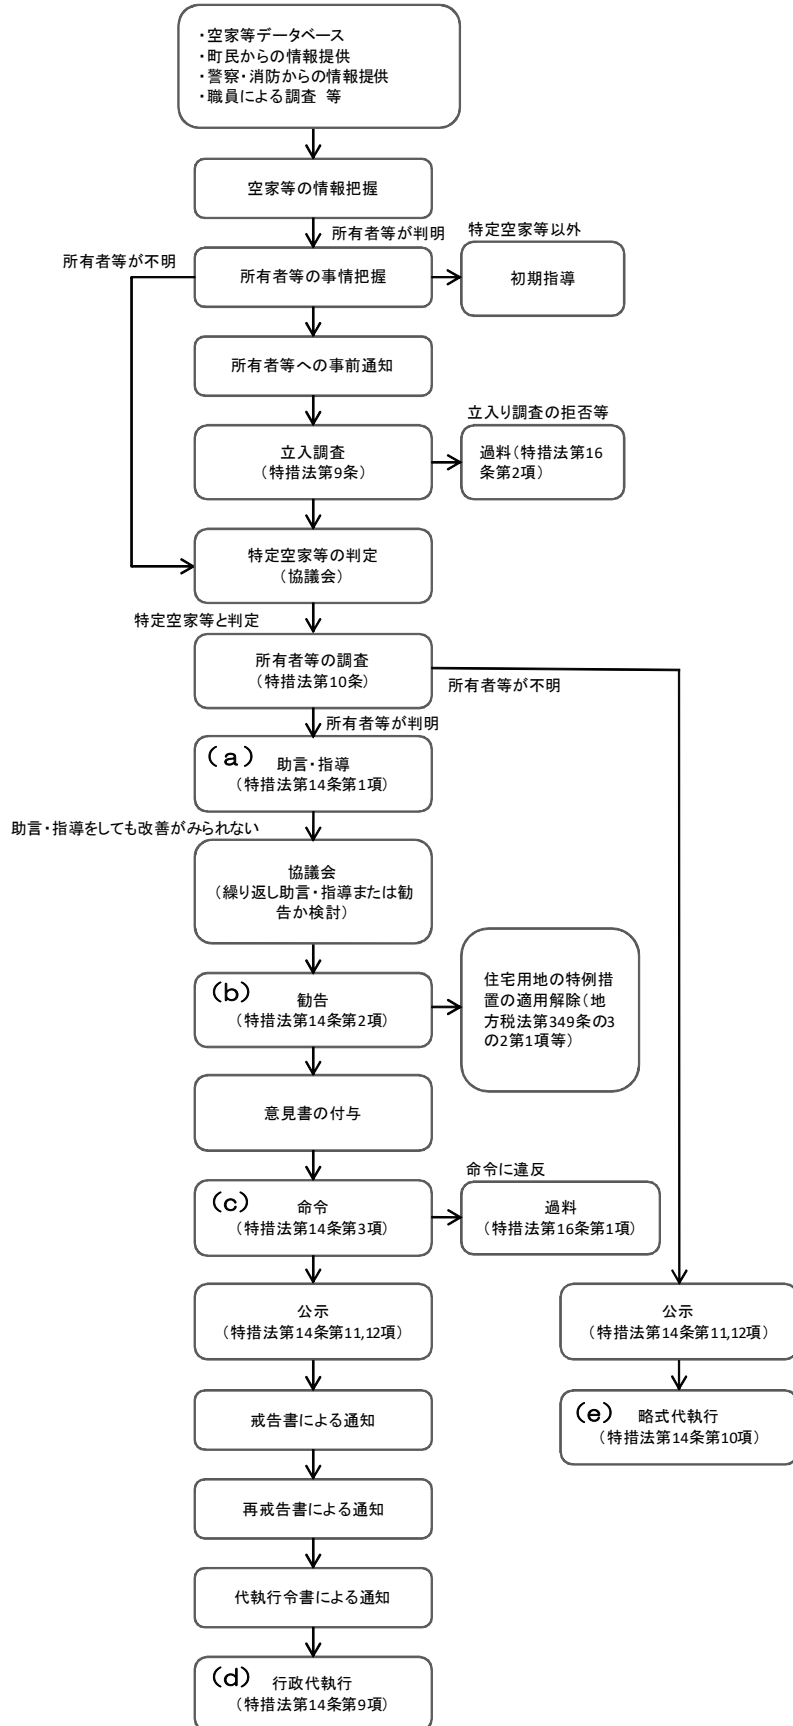 ・空家等データベース
・町民からの情報提供
・警察・消防からの情報提供
・職員による調査 等
空家等の情報把握
所有者等が判明
特定空家等以外
所有者等が不明
所有者等の事情把握
初期指導
所有者等への事前通知
立入り調査の拒否等
立入調査
(特措法第9条)
過料(特措法第16
条第2項)
特定空家等の判定
(協議会)
特定空家等と判定
所有者等の調査
(特措法第10条)
所有者等が不明
所有者等が判明
(a)
助言・指導
(特措法第14条第1項)
助言・指導をしても改善がみられない
協議会
(繰り返し助言・指導または勧
告か検討)
(b)
勧告
(特措法第14条第2項)
住宅用地の特例措
置の適用解除(地
方税法第349条の3
の2第1項等)
意見書の付与
命令に違反
(c)
命令
(特措法第14条第3項)
過料
(特措法第16条第1項)
公示
(特措法第14条第11,12項)
公示
(特措法第14条第11,12項)
戒告書による通知
(e)
略式代執行
(特措法第14条第10項)
再戒告書による通知
代執行令書による通知
(d)
行政代執行
(特措法第14条第9項)